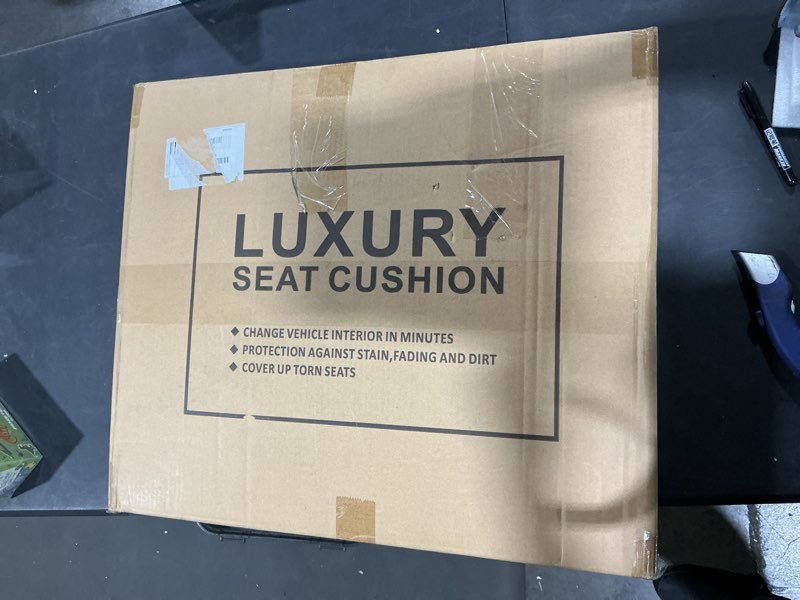 LUXURY
SEAT CUSHION
◆ CHANGE VEHICLE INTERIOR IN MINUTES
◆ PROTECTION AGAINST STAIN,FADING AND DIRT
◆ COVER UP TORN SEATS